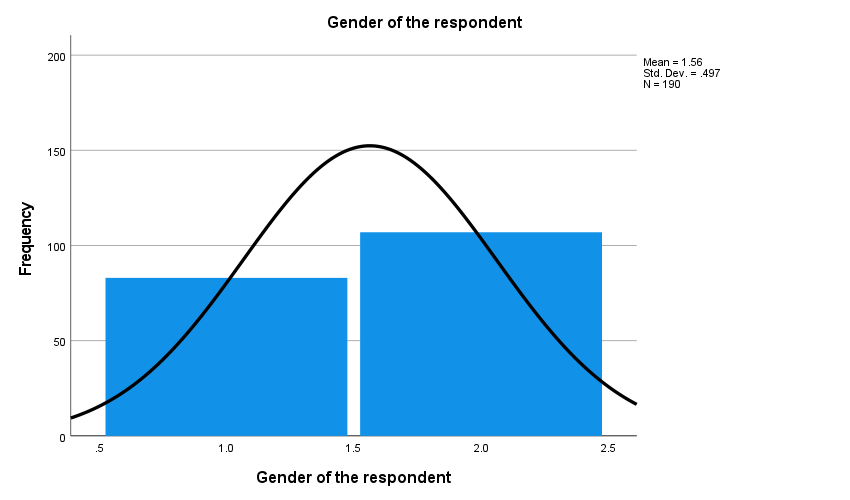 Gender of the respondent
Mean = 1.56
Std. Dev. = .497
N = 190
Frequency
200
150
100
50
0
.5 1.0 1.5 2.0 2.5
Gender of the respondent